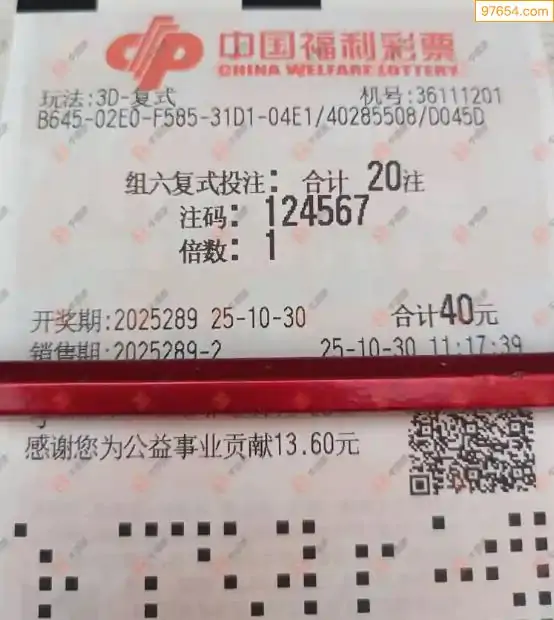 97654.com
中国福利彩票
CHINA WELFARE LOTTERY
玩法:3D-复式 机号:36111201
B645-02E0-F585-31D1-04E1/40285508/D045D
组六复式投注: 合计 20注
注码: 124567
倍数: 1
开奖期:2025289 25-10-30 合计40元
销售期:2025289-2 25-10-30 11:17:39
感谢您为公益事业贡献13.60元